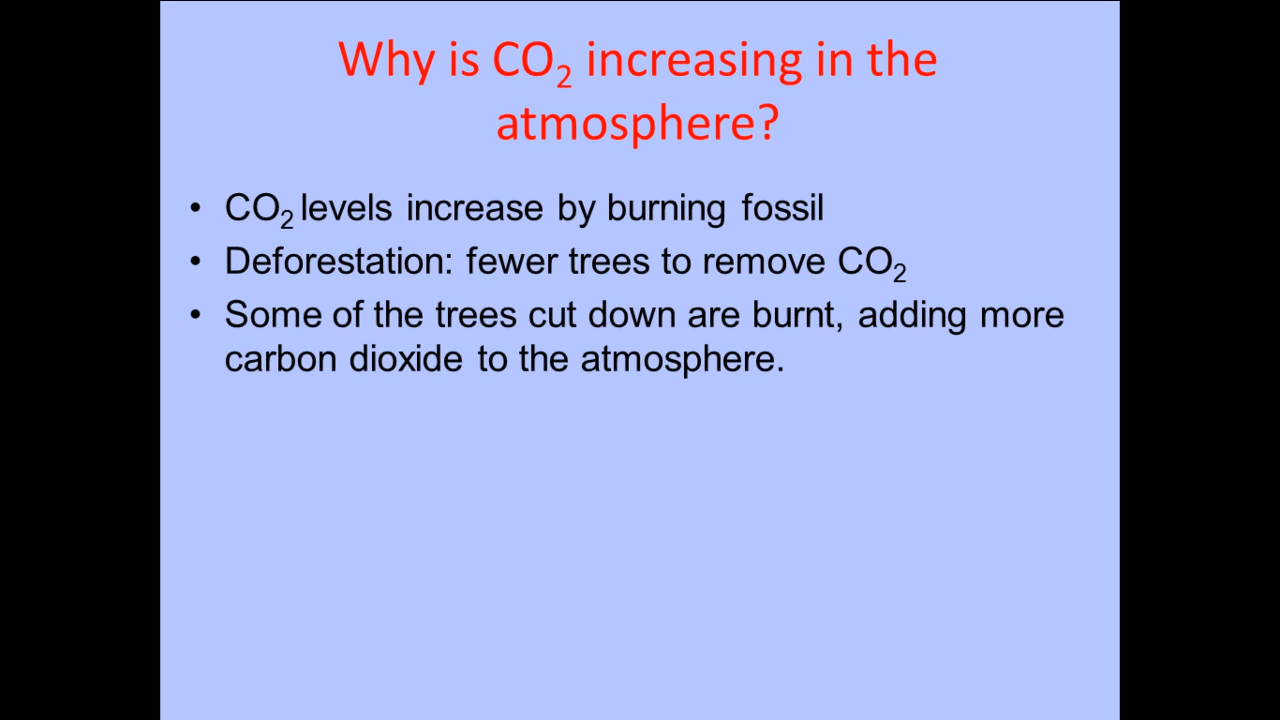 Why is CO₂ increasing in the
atmosphere?
• CO₂ levels increase by burning fossil
• Deforestation: fewer trees to remove CO₂
• Some of the trees cut down are burnt, adding more
carbon dioxide to the atmosphere.